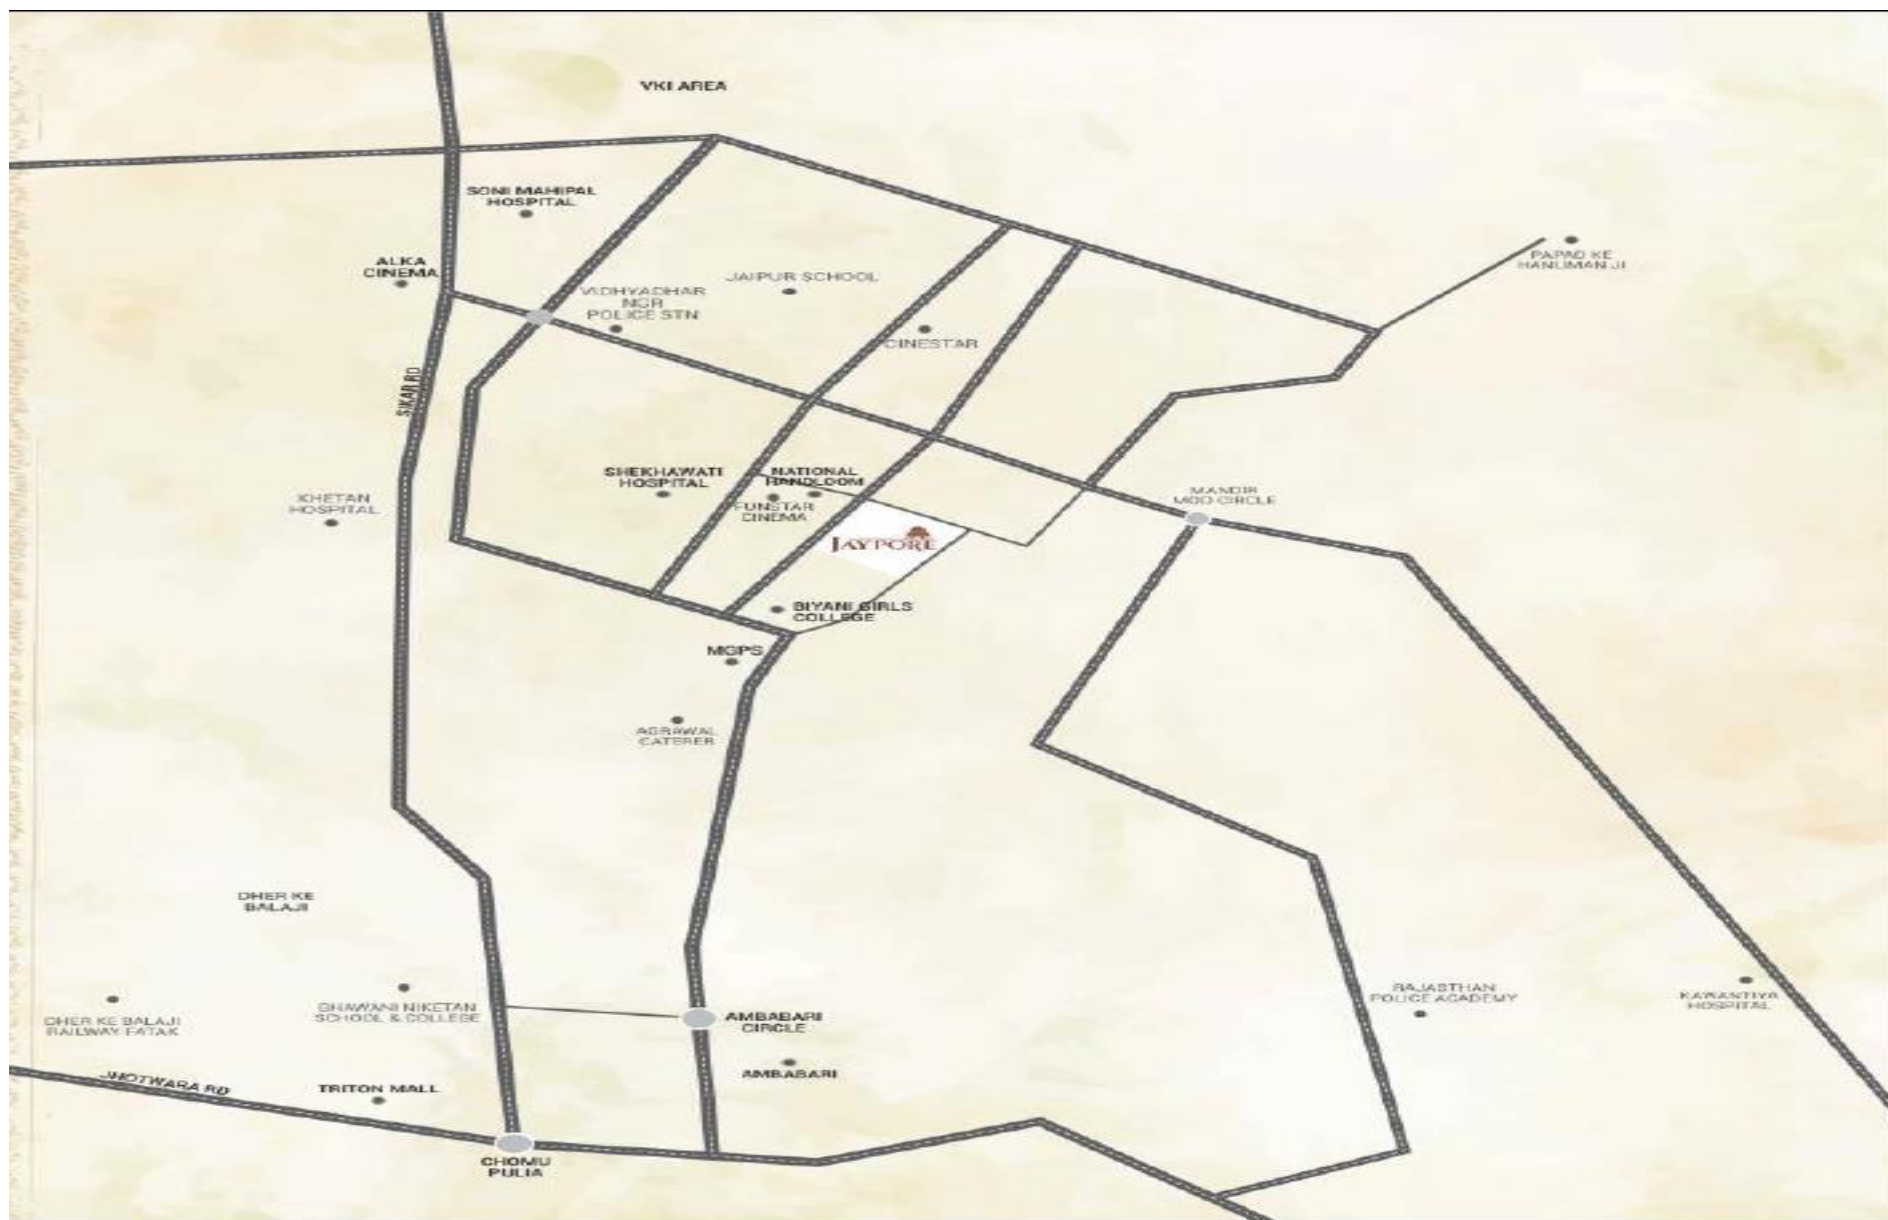 VKI AREA
SONI MAHIPAL
HOSPITAL
ALKA
CINEMA
VIDHYADHAR
NGR
POLICE STN
JAIPUR SCHOOL
CINESTAR
PAPAD KE
HANUMAN JI
SIKAR RD
SHEKHAWATI
HOSPITAL
NATIONAL
HANDLOOM
FUNSTAR
CINEMA
KHETAN
HOSPITAL
MANDIR
MOD CIRCLE
JAYPORE
BIYANI GIRLS
COLLEGE
MGPS
AGRAWAL
CATERER
DHER KE
BALAJI
DHER KE BALAJI
RAILWAY FATAK
BHAWANI NIKETAN
SCHOOL & COLLEGE
AMBABARI
CIRCLE
AMBABARI
RAJASTHAN
POLICE ACADEMY
KAWANTIYA
HOSPITAL
JHOTWARA RD
TRITON MALL
CHOMU
PULIA